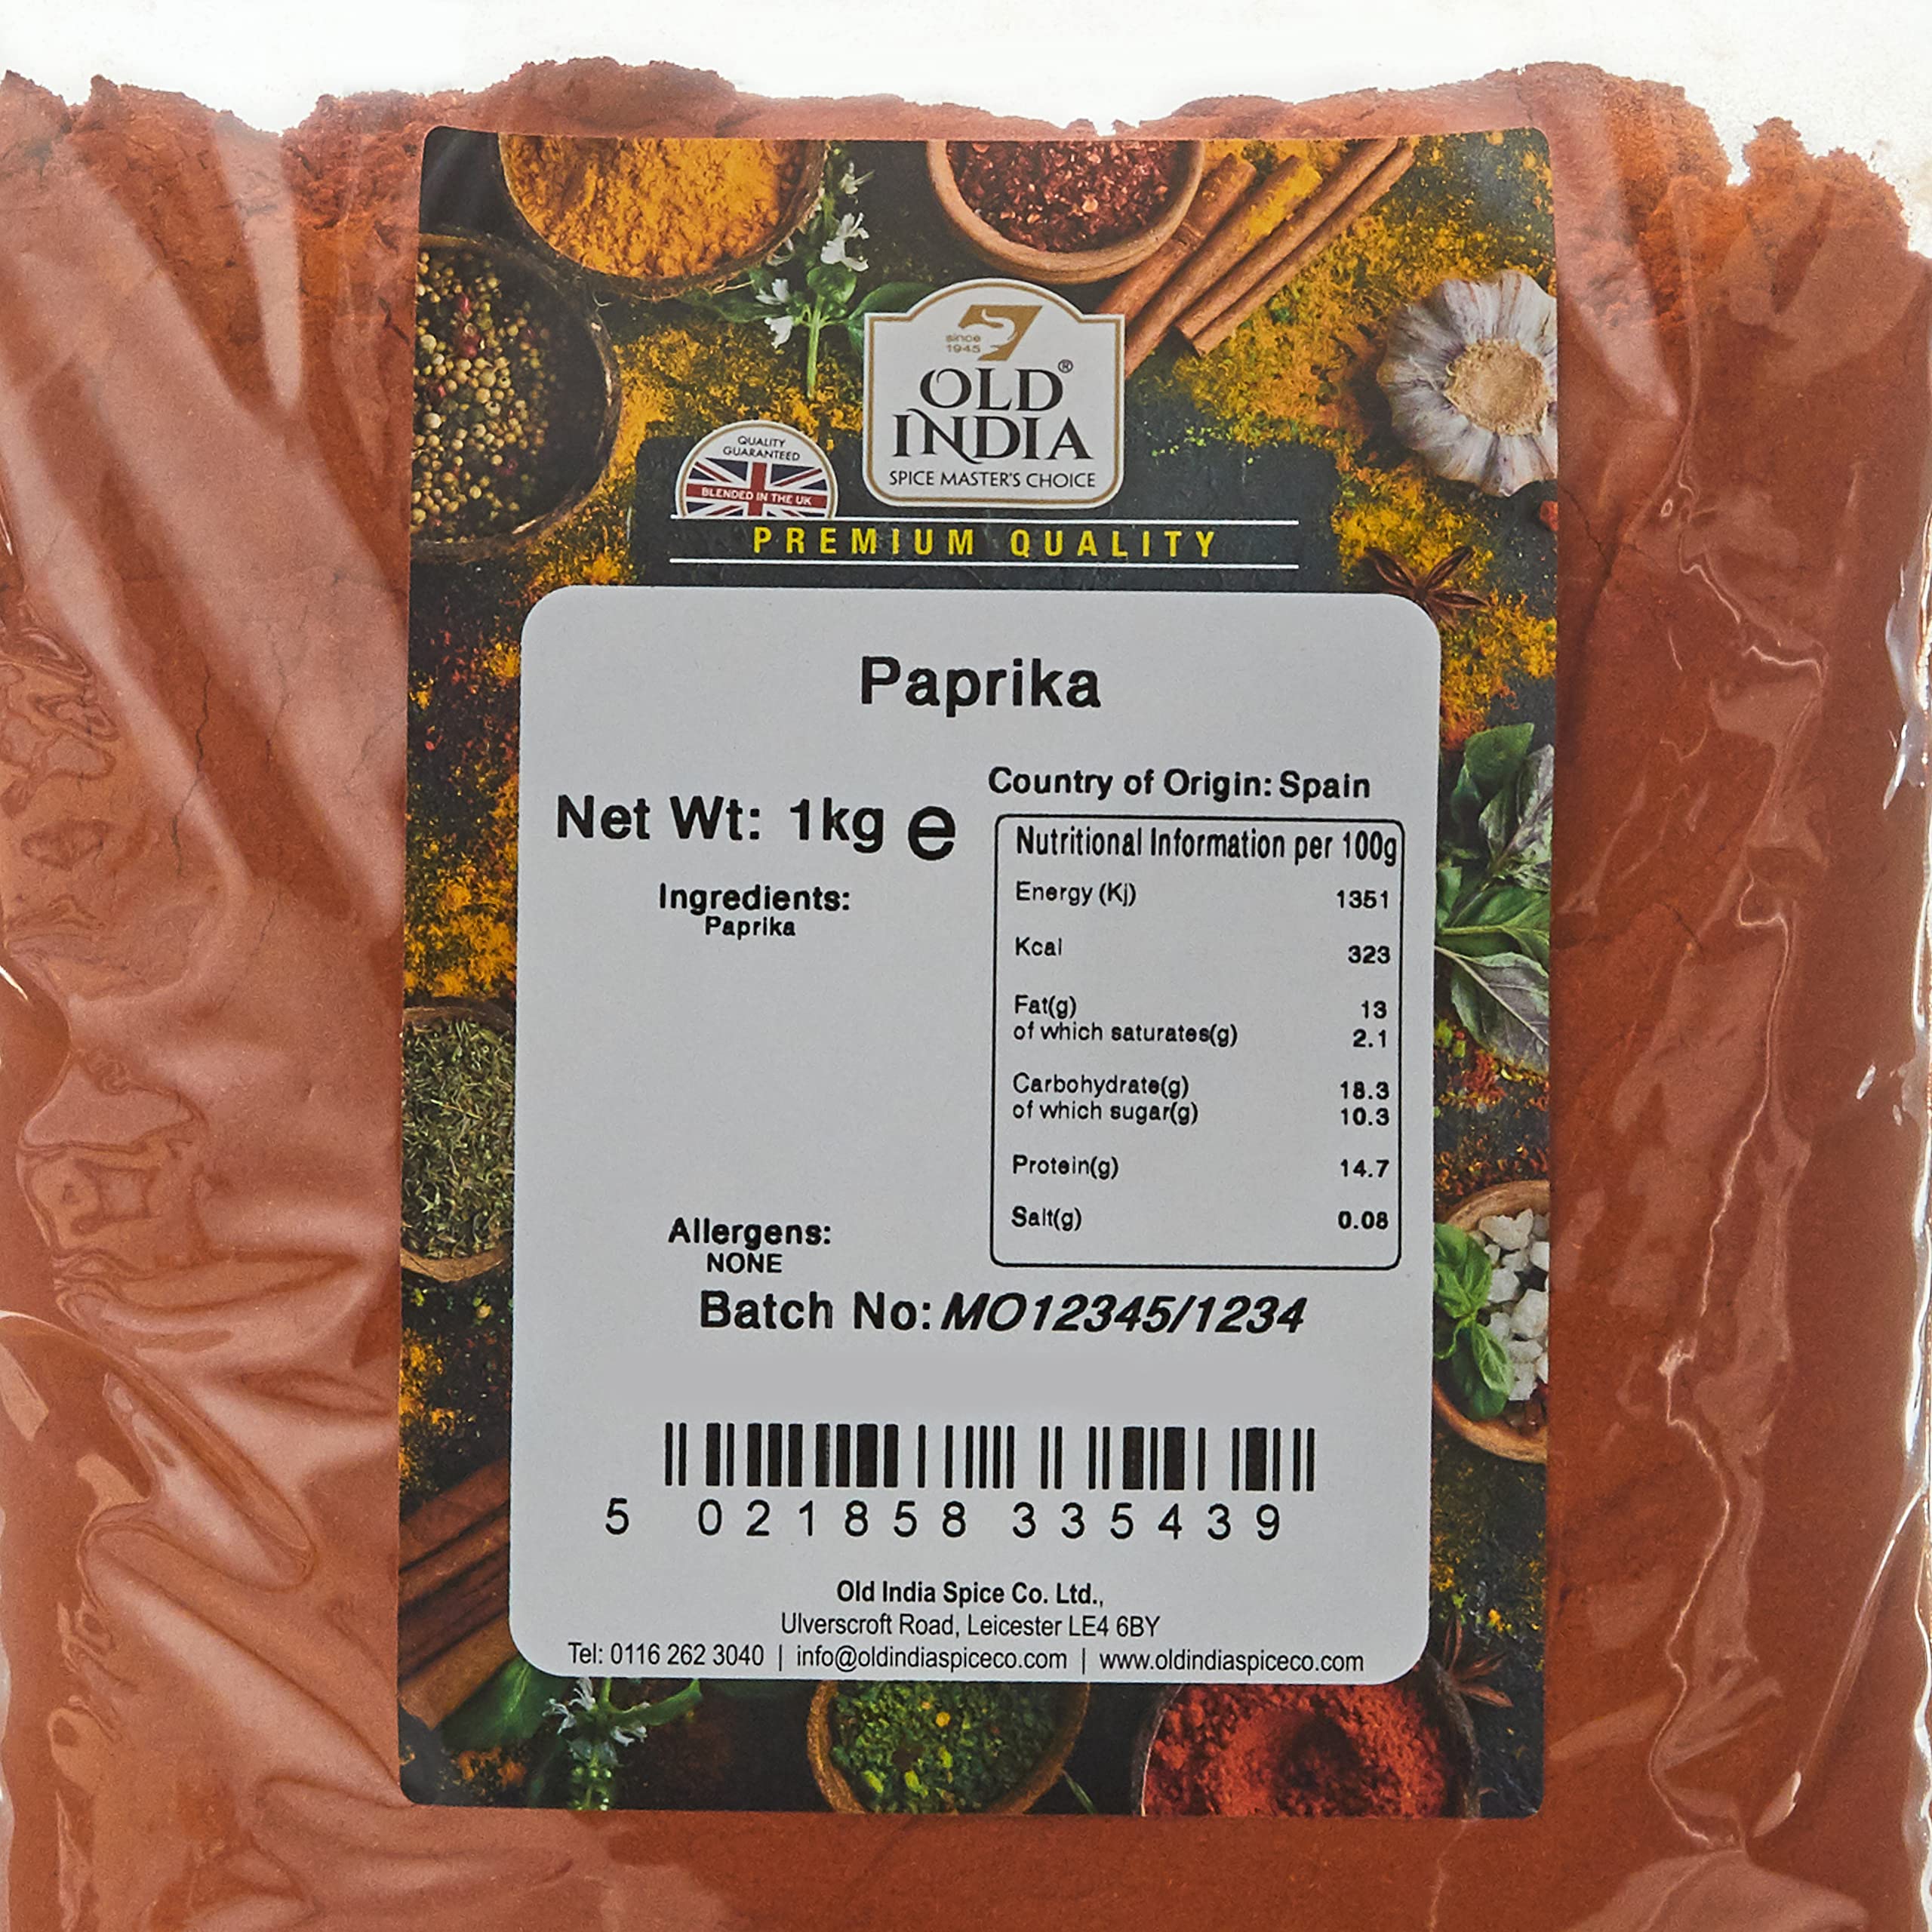 since
1945
OLD®
INDIA
SPICE MASTER'S CHOICE
QUALITY
GUARANTEED
BLENDED IN THE UK
PREMIUM QUALITY
Paprika
Net Wt: 1kg e
Ingredients:
Paprika
Country of Origin: Spain
Nutritional Information per 100g
Energy (Kj) 1351
Kcal 323
Fat(g) 13
of which saturates(g) 2.1
Carbohydrate(g) 18.3
of which sugar(g) 10.3
Protein(g) 14.7
Salt(g) 0.08
Allergens:
NONE
Batch No: MO12345/1234
5 021858 335439
Old India Spice Co. Ltd.,
Ulverscroft Road, Leicester LE4 6BY
Tel: 0116 262 3040 | info@oldindiaspiceco.com | www.oldindiaspiceco.com